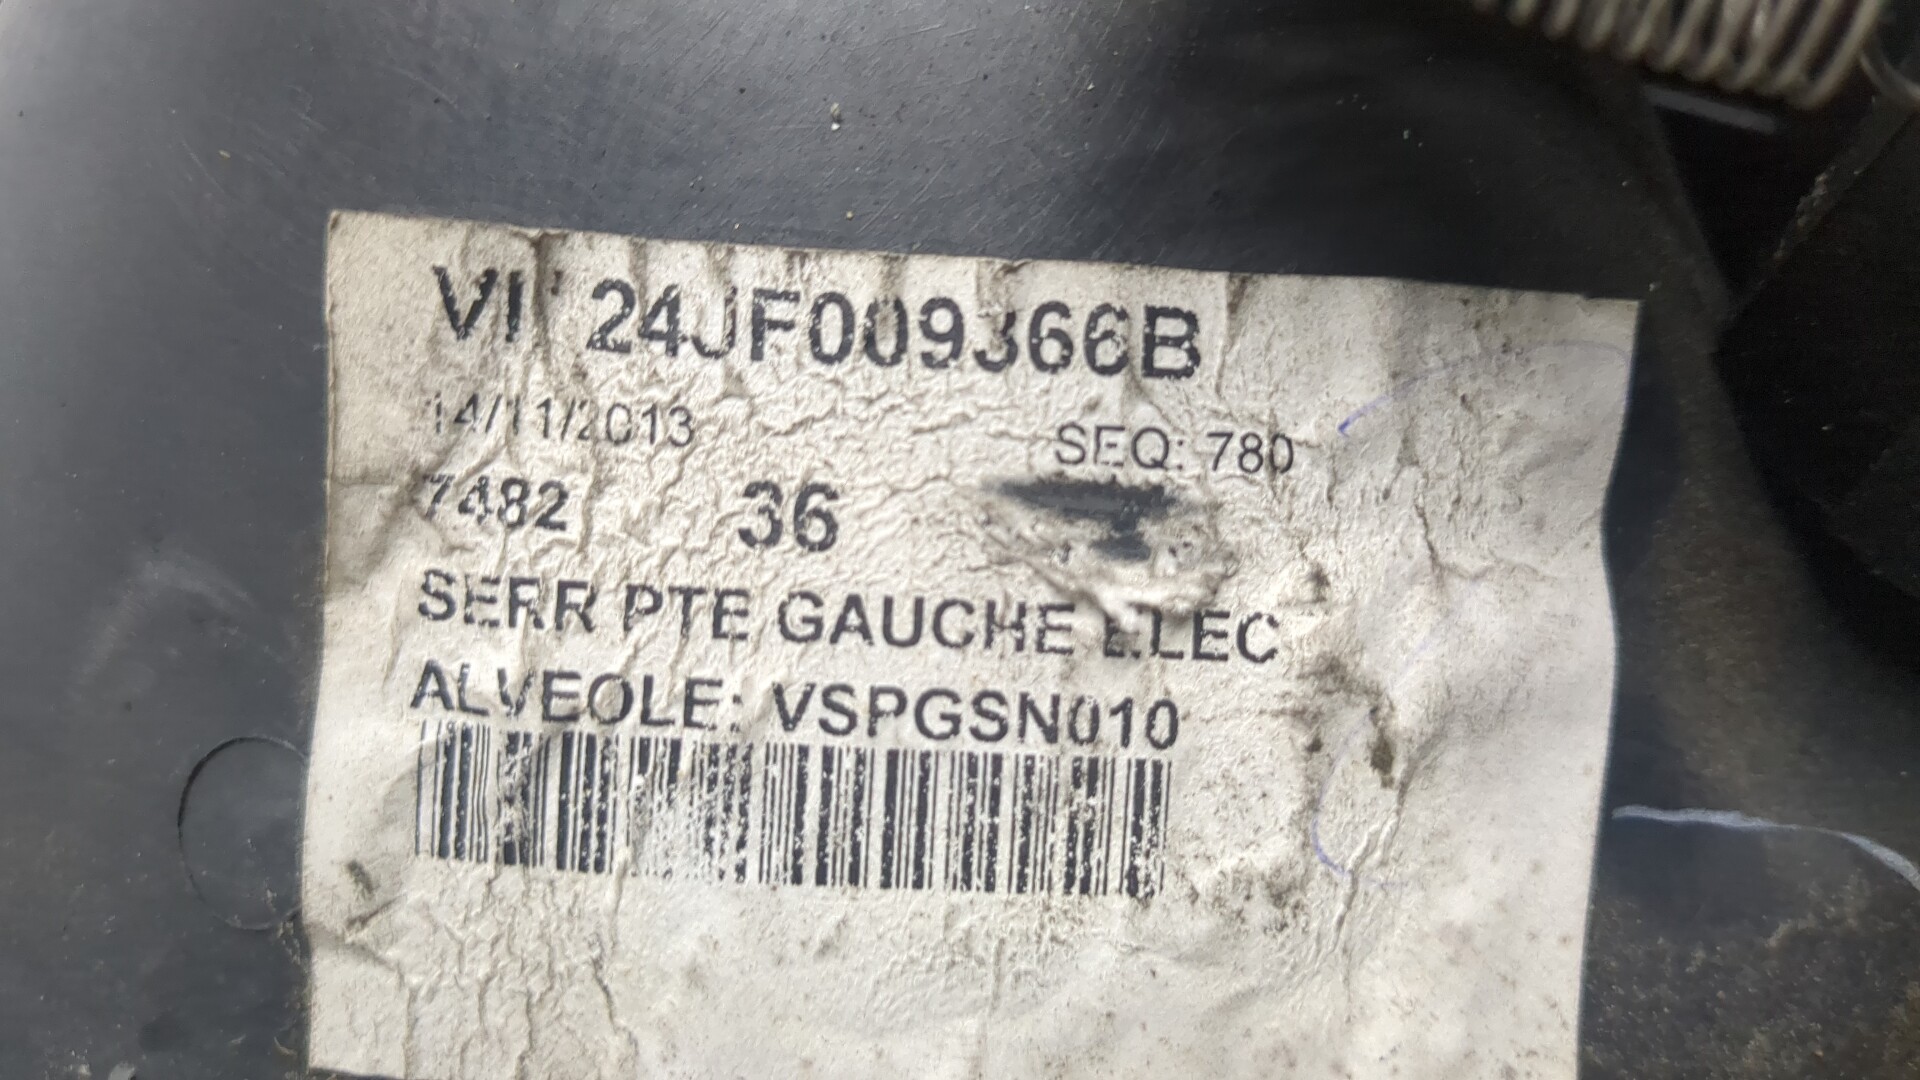 24JF009366B
14/11/2013 SEQ: 780
7482 36
SERR PTE GAUCHE ELEC
ALVEOLE: VSPGSN010